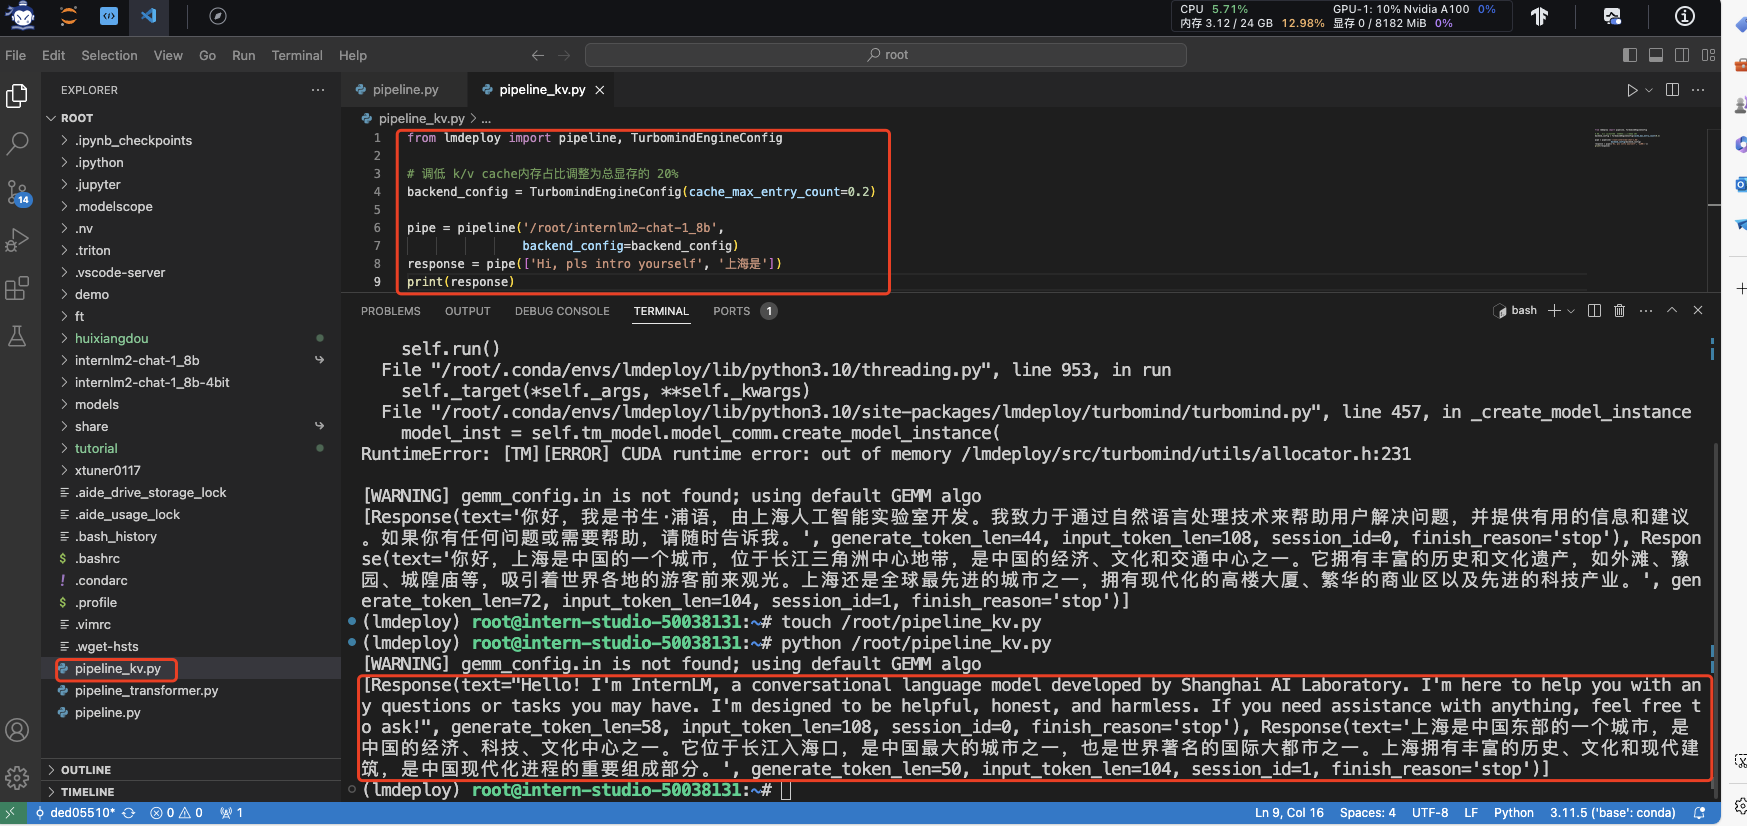 CPU 5.71%
GPU-1: 10% Nvidia A100 0%
内存 3.12 / 24 GB 12.98%
显存 0 / 8182 MiB 0%
File Edit Selection View Go Run Terminal Help
root
EXPLORER
ROOT
.ipynb_checkpoints
.ipython
.jupyter
.modelscope
.nv
.triton
.vscode-server
demo
ft
huixiangdou
internlm2-chat-1_8b
internlm2-chat-1_8b-4bit
models
share
tutorial
xtuner0117
.aide_drive_storage_lock
.aide_usage_lock
.bash_history
.bashrc
.condarc
.profile
.vimrc
.wget-hsts
pipeline_kv.py
pipeline_transformer.py
pipeline.py
OUTLINE
TIMELINE
14
pipeline.py
pipeline_kv.py
pipeline_kv.py > ...
1 from lmdeploy import pipeline, TurbomindEngineConfig
2
3 # 调低 k/v cache内存占比调整为总显存的 20%
4 backend_config = TurbomindEngineConfig(cache_max_entry_count=0.2)
5
6 pipe = pipeline('/root/internlm2-chat-1_8b',
7 backend_config=backend_config)
8 response = pipe(['Hi, pls intro yourself', '上海是'])
9 print(response)
PROBLEMS OUTPUT DEBUG CONSOLE TERMINAL PORTS 1
bash
self.run()
File "/root/.conda/envs/lmdeploy/lib/python3.10/threading.py", line 953, in run
self._target(*self._args, **self._kwargs)
File "/root/.conda/envs/lmdeploy/lib/python3.10/site-packages/lmdeploy/turbomind/turbomind.py", line 457, in _create_model_instance
model_inst = self.tm_model.model_comm.create_model_instance(
RuntimeError: [TM][ERROR] CUDA runtime error: out of memory /lmdeploy/src/turbomind/utils/allocator.h:231
[WARNING] gemm_config.in is not found; using default GEMM algo
[Response(text='你好，我是书生·浦语，由上海人工智能实验室开发。我致力于通过自然语言处理技术来帮助用户解决问题，并提供有用的信息和建议
。如果你有任何问题或需要帮助，请随时告诉我。', generate_token_len=44, input_token_len=108, session_id=0, finish_reason='stop'), Respon
se(text='你好，上海是中国的一个城市，位于长江三角洲中心地带，是中国的经济、文化和交通中心之一。它拥有丰富的历史和文化遗产，如外滩、豫
园、城隍庙等，吸引着世界各地的游客前来观光。上海还是全球最先进的城市之一，拥有现代化的高楼大厦、繁华的商业区以及先进的科技产业。', gen
erate_token_len=72, input_token_len=104, session_id=1, finish_reason='stop')]
(lmdeploy) root@intern-studio-50038131:~# touch /root/pipeline_kv.py
(lmdeploy) root@intern-studio-50038131:~# python /root/pipeline_kv.py
[WARNING] gemm_config.in is not found; using default GEMM algo
[Response(text="Hello! I'm InternLM, a conversational language model developed by Shanghai AI Laboratory. I'm here to help you with an
y questions or tasks you may have. I'm designed to be helpful, honest, and harmless. If you need assistance with anything, feel free t
o ask!", generate_token_len=58, input_token_len=108, session_id=0, finish_reason='stop'), Response(text='上海是中国东部的一个城市，是
中国的经济、科技、文化中心之一。它位于长江入海口，是中国最大的城市之一，也是世界著名的国际大都市之一。上海拥有丰富的历史、文化和现代建
筑，是中国现代化进程的重要组成部分。', generate_token_len=50, input_token_len=104, session_id=1, finish_reason='stop')]
(lmdeploy) root@intern-studio-50038131:~#
ded05510* 0 0 1
Ln 9, Col 16 Spaces: 4 UTF-8 LF Python 3.11.5 ('base': conda)